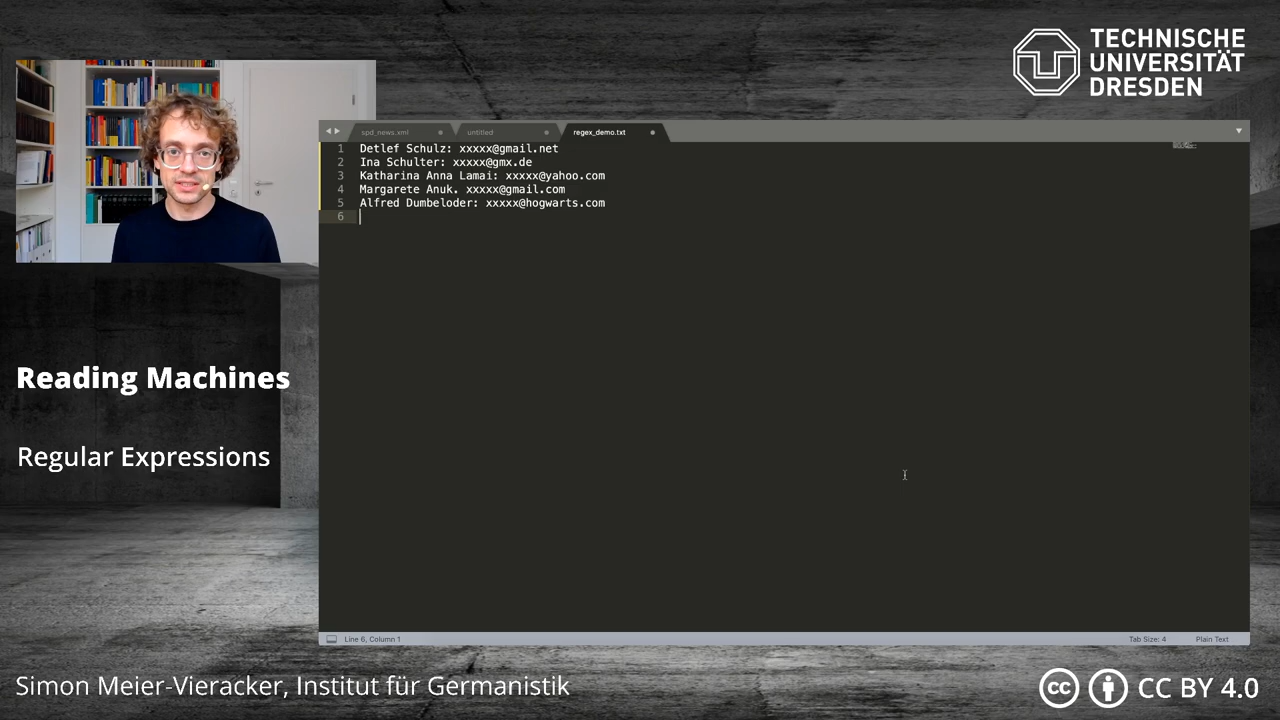 TECHNISCHE
UNIVERSITÄT
DRESDEN
spd_news.xml
untitled
regex_demo.txt
1 Detlef Schulz: xxxxx@gmail.net
2 Ina Schulter: xxxxx@gmx.de
3 Katharina Anna Lamai: xxxxx@yahoo.com
4 Margarete Anuk. xxxxx@gmail.com
5 Alfred Dumbeloder: xxxxx@hogwarts.com
6
Reading Machines
Regular Expressions
Line 6, Column 1
Tab Size: 4
Plain Text
Simon Meier-Vieracker, Institut für Germanistik
cc
CC BY 4.0